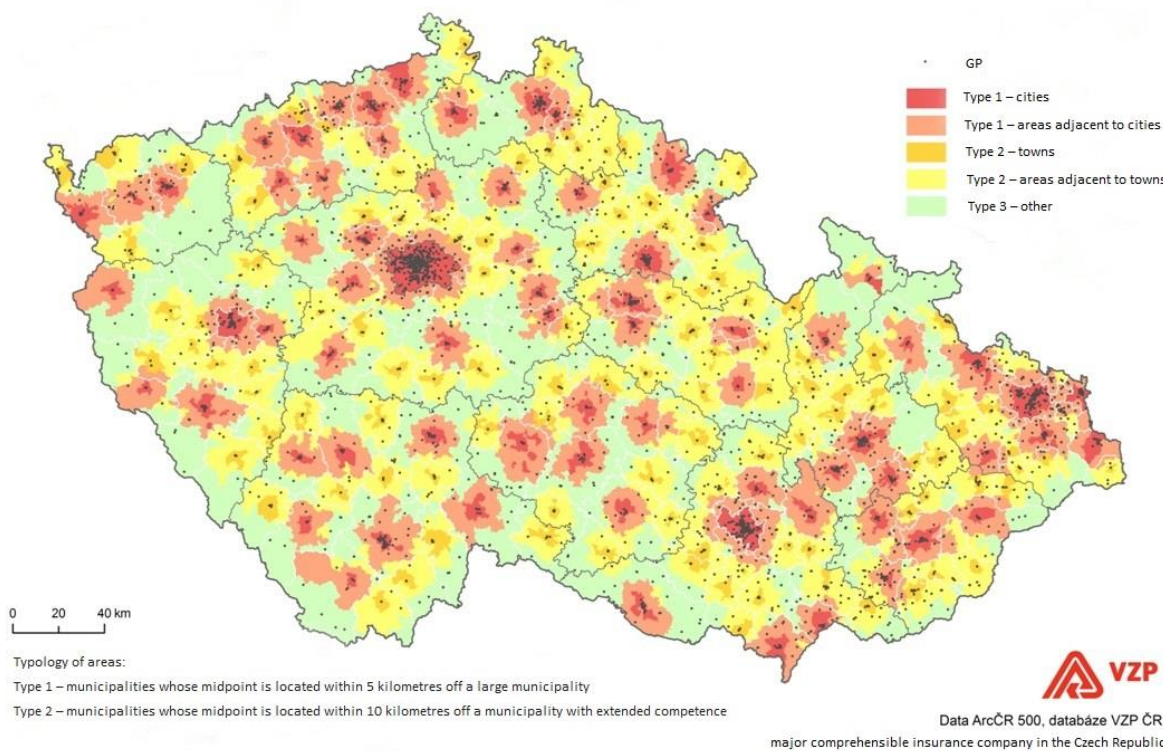 GP
Type 1 – cities
Type 1 – areas adjacent to cities
Type 2 – towns
Type 2 – areas adjacent to towns
Type 3 – other
0 20 40 km
Typology of areas:
Type 1 – municipalities whose midpoint is located within 5 kilometres off a large municipality
Type 2 – municipalities whose midpoint is located within 10 kilometres off a municipality with extended competence
VZP
Data ArcČR 500, databáze VZP ČR
major comprehensible insurance company in the Czech Republic